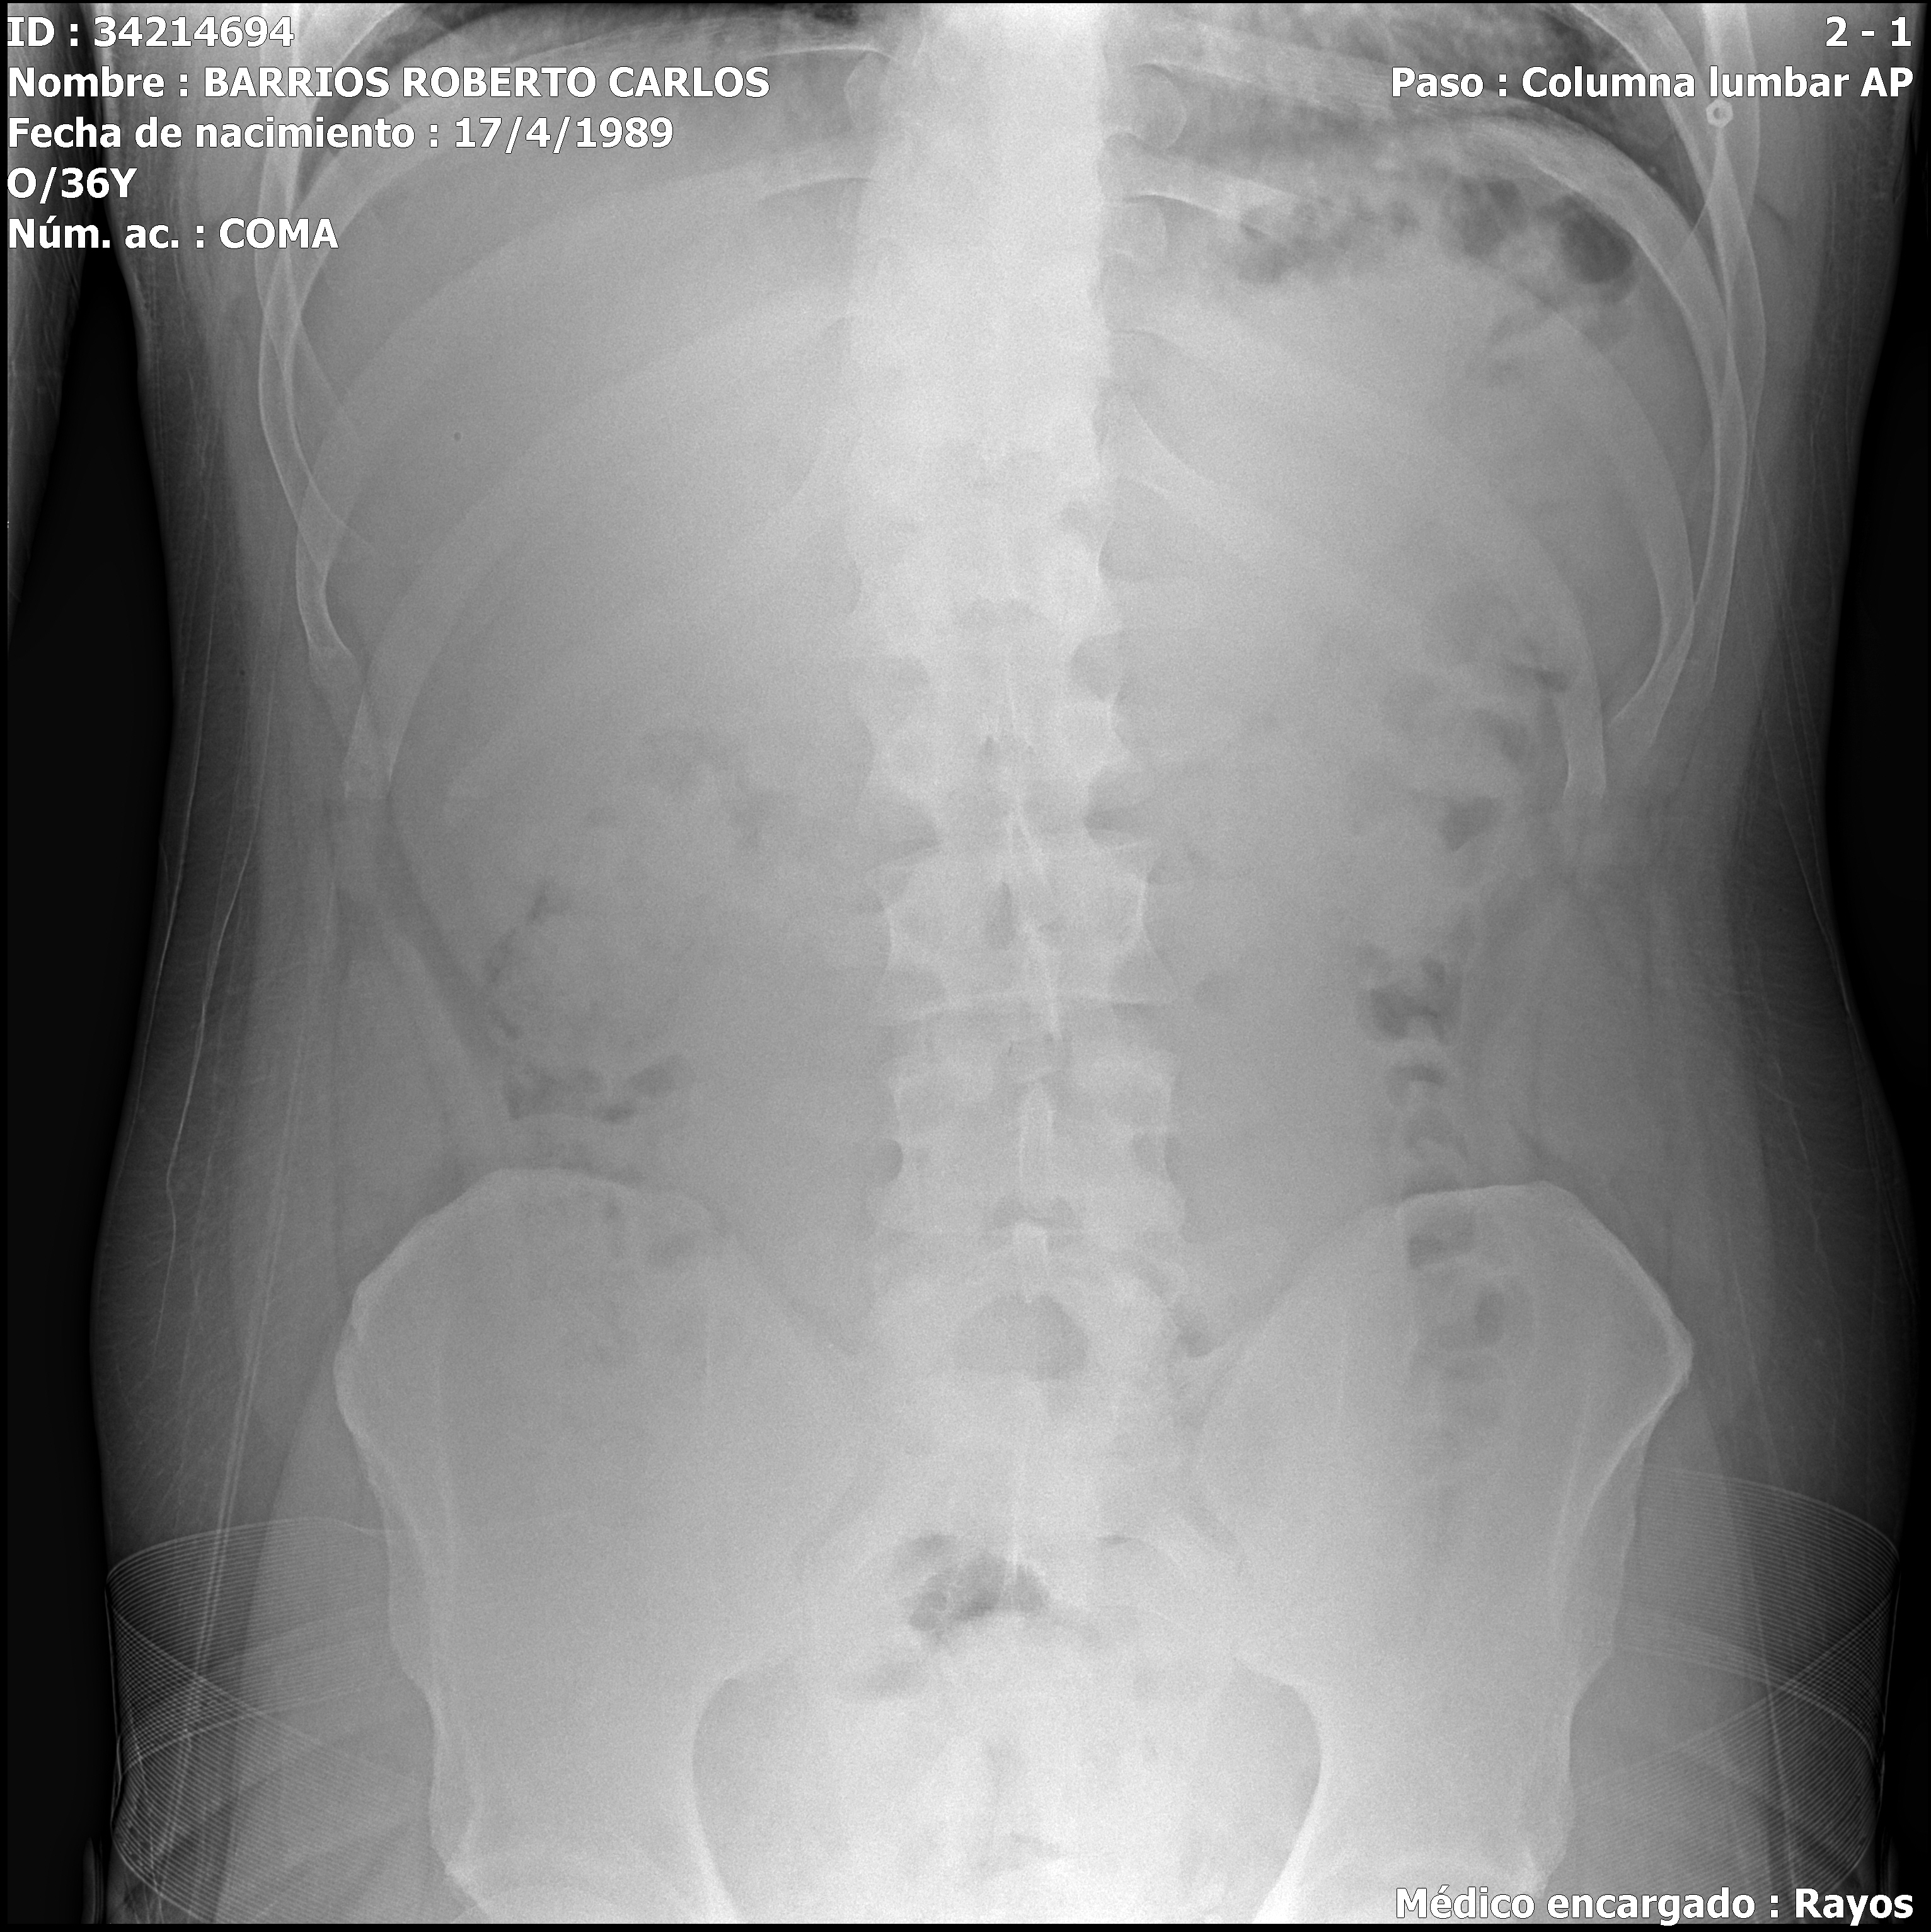 ID : 34214694
2 - 1
Nombre : BARRIOS ROBERTO CARLOS
Paso : Columna lumbar AP
Fecha de nacimiento : 17/4/1989
O/36Y
Núm. ac. : COMA
Médico encargado : Rayos